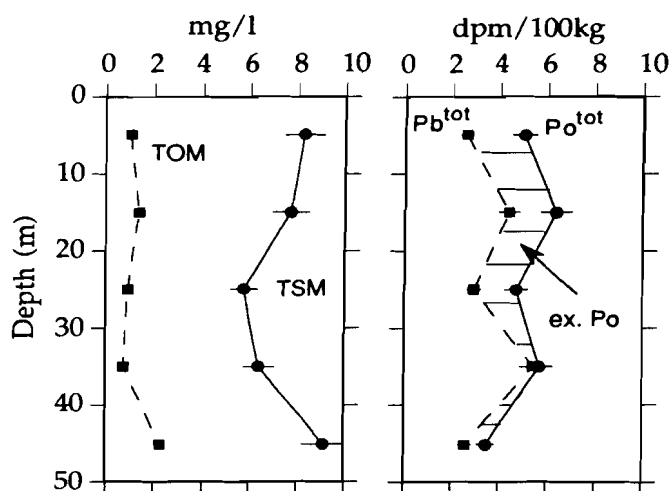 mg/l
dpm/100kg
0 2 4 6 8 10
0 2 4 6 8 10
Depth (m)
0
10
20
30
40
50
TOM
TSM
Pb^tot
Po^tot
ex. Po